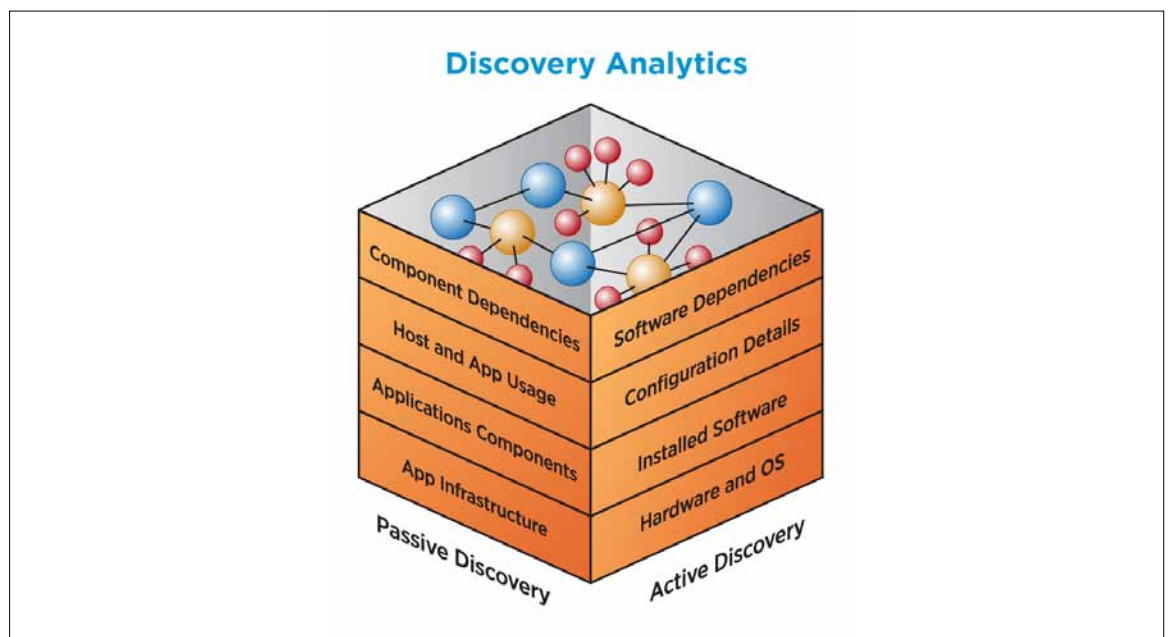 Discovery Analytics
Component Dependencies
Host and App Usage
Applications Components
App Infrastructure
Passive Discovery
Software Dependencies
Configuration Details
Installed Software
Hardware and OS
Active Discovery